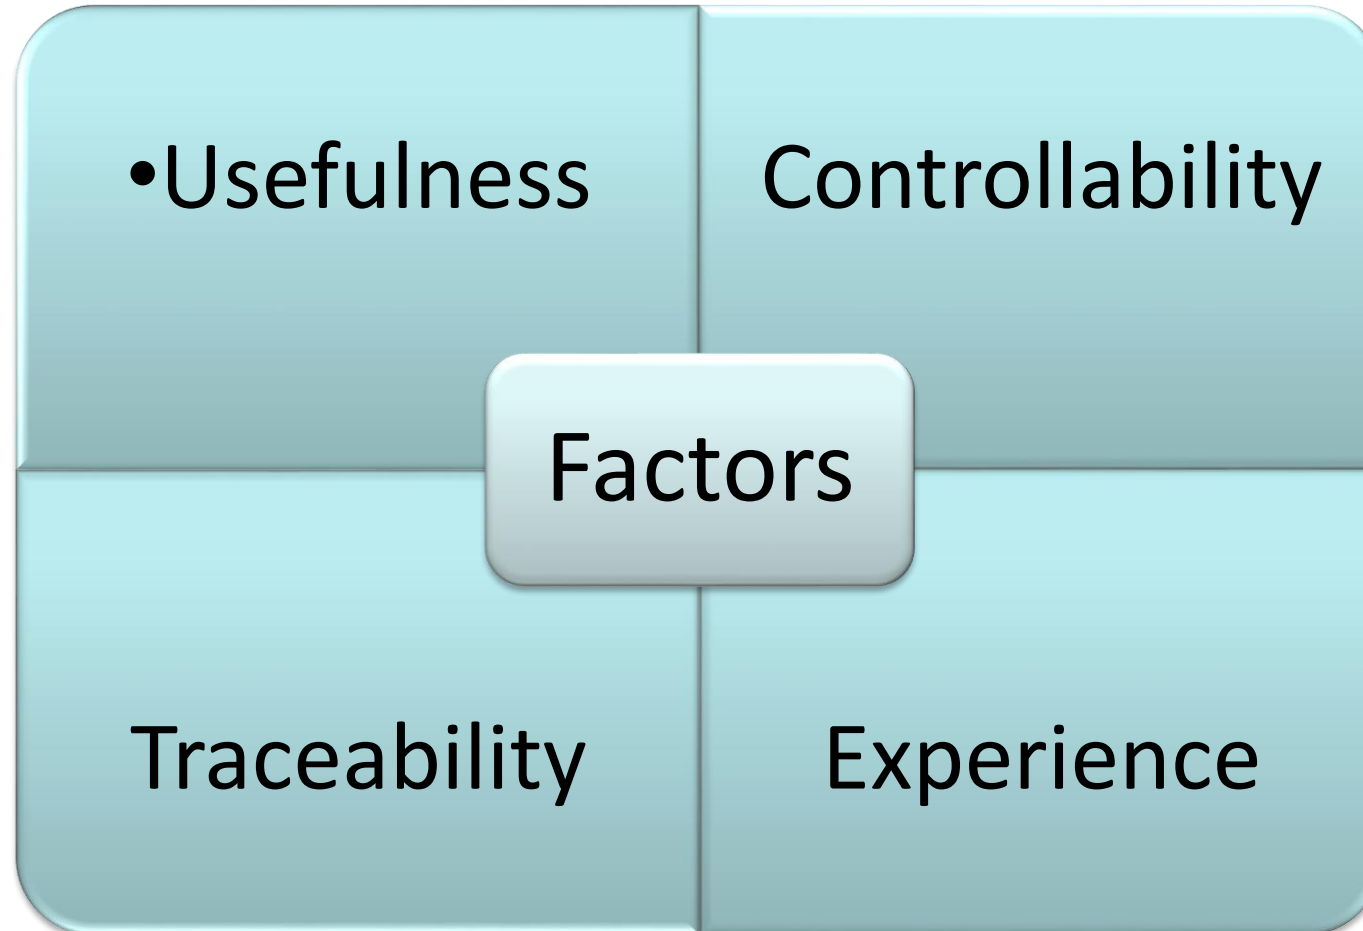 •Usefulness
Controllability
Factors
Traceability
Experience